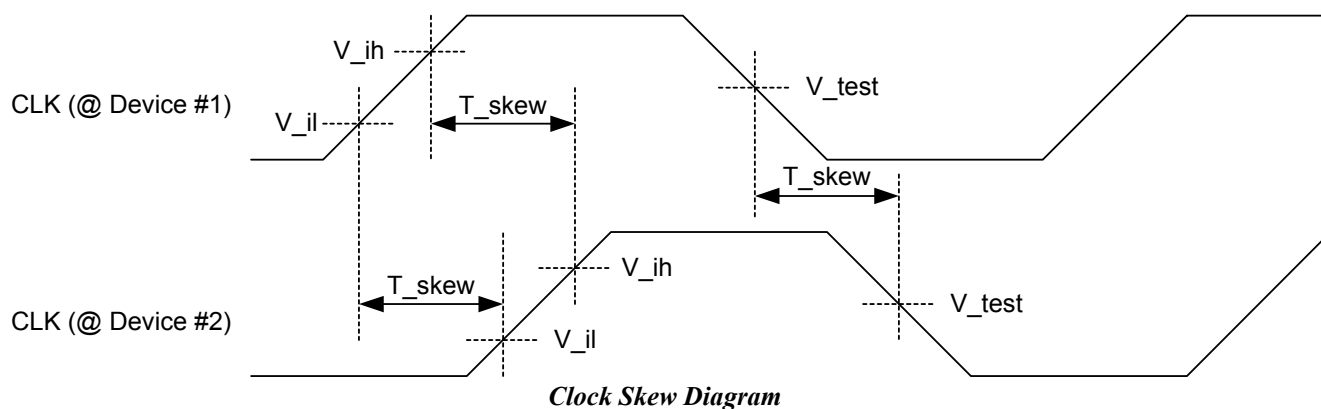 V_ih
CLK (@ Device #1)
V_il
T_skew
V_test
T_skew
V_ih
T_skew
V_test
CLK (@ Device #2)
V_il
Clock Skew Diagram